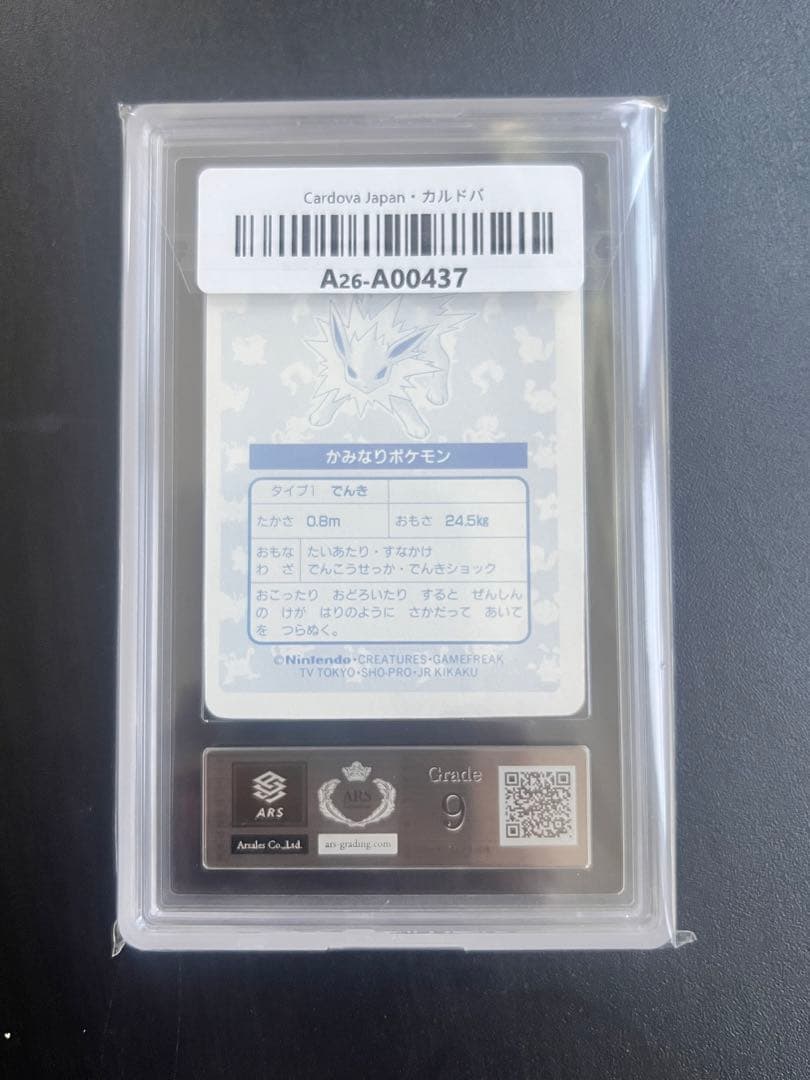 Cardova Japan・カルドバ
A26-A00437
かみなりポケモン
タイプ1 でんき
たかさ 0.8m おもさ 24.5kg
おもな たいあたり・すなかけ
わ ざ でんこうせっか・でんきショック
おこったり おどろいたり すると ぜんしん
の けが はりのように さかだって あいて
を つらぬく。
©Nintendo・CREATURES・GAMEFREAK
TV TOKYO・SHO-PRO・JR KIKAKU
Grade
9
ARS
ARS
Arsales Co.,Ltd.
ars-grading.com